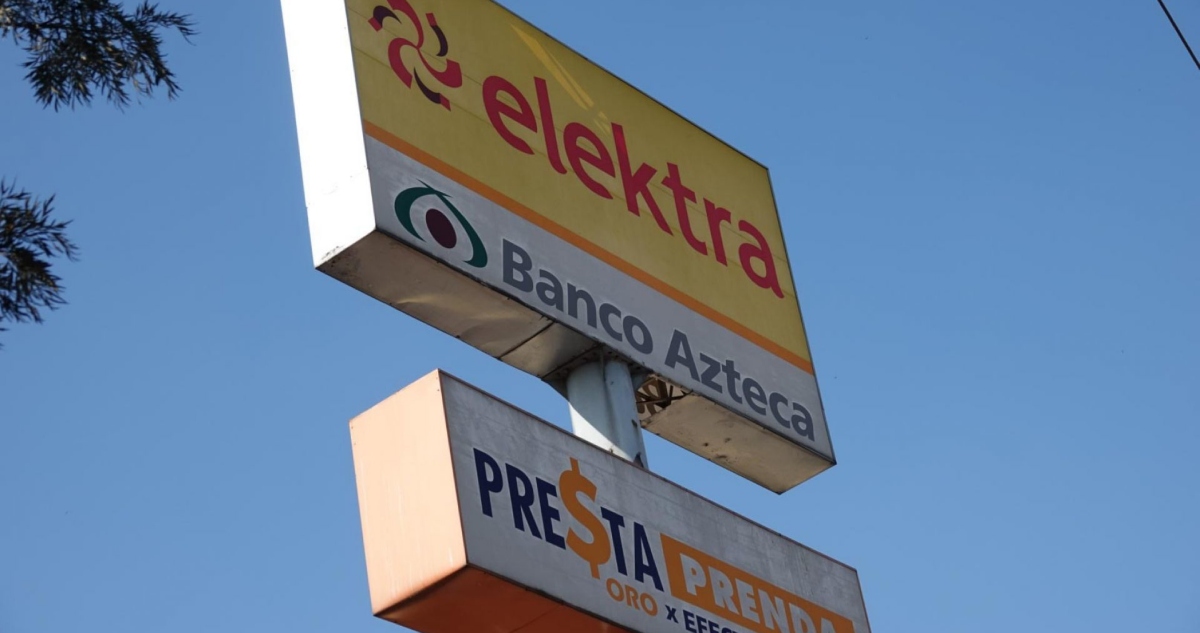 elektra
Banco Azteca
PRE$TA PRENDA
ORO x